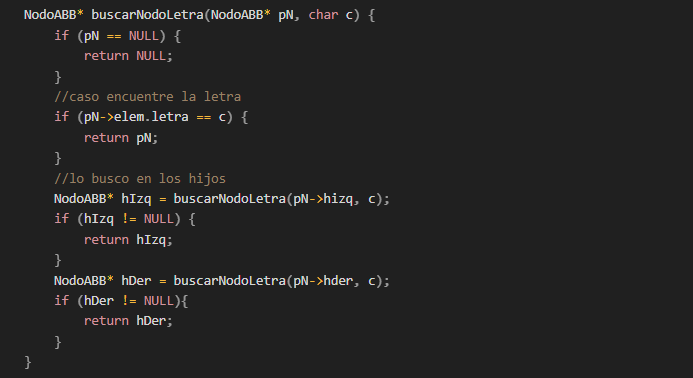 NodoABB* buscarNodoLetra(NodoABB* pN, char c) {
    if (pN == NULL) {
        return NULL;
    }
    //caso encuentre la letra
    if (pN->elem.letra == c) {
        return pN;
    }
    //lo busco en los hijos
    NodoABB* hIzq = buscarNodoLetra(pN->hizq, c);
    if (hIzq != NULL) {
        return hIzq;
    }
    NodoABB* hDer = buscarNodoLetra(pN->hder, c);
    if (hDer != NULL){
        return hDer;
    }
}